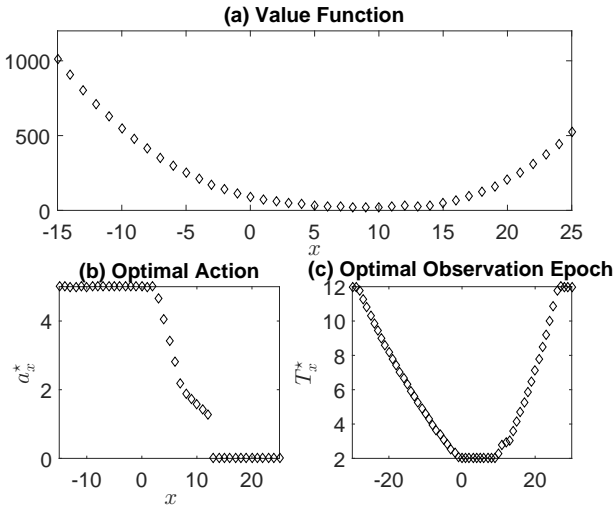 (a) Value Function
1000
500
0
-15 -10 -5 0 5 10 15 20 25
x
(b) Optimal Action
4
2
0
a*x
-10 0 10 20
x
(c) Optimal Observation Epoch
12
10
8
6
4
2
T*x
-20 0 20